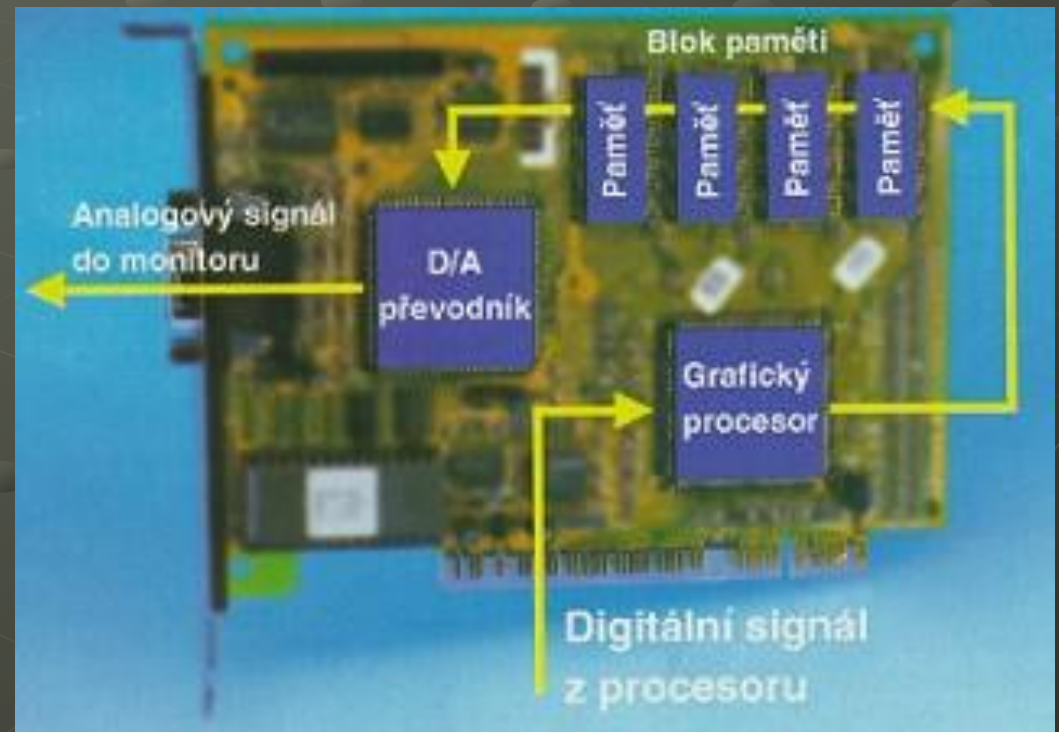 Blok paměti
Paměť
Paměť
Paměť
Paměť
Analogový signál
do monitoru
D/A
převodník
Grafický
procesor
Digitální signál
z procesoru